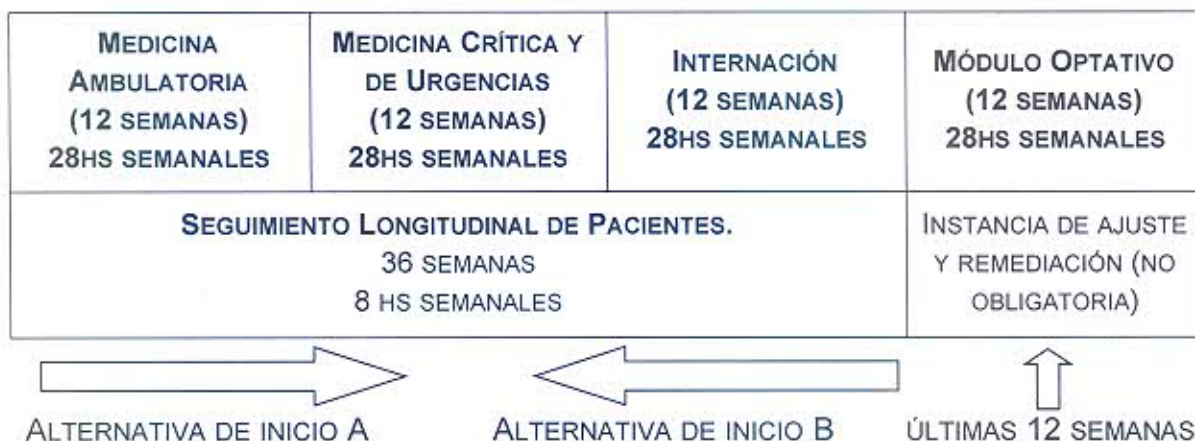 MEDICINA
AMBULATORIA
(12 SEMANAS)
28HS SEMANALES
MEDICINA CRÍTICA Y
DE URGENCIAS
(12 SEMANAS)
28HS SEMANALES
INTERNACIÓN
(12 SEMANAS)
28HS SEMANALES
MÓDULO OPTATIVO
(12 SEMANAS)
28HS SEMANALES
SEGUIMIENTO LONGITUDINAL DE PACIENTES.
36 SEMANAS
8 HS SEMANALES
INSTANCIA DE AJUSTE
Y REMEDIACIÓN (NO
OBLIGATORIA)
ALTERNATIVA DE INICIO A
ALTERNATIVA DE INICIO B
ÚLTIMAS 12 SEMANAS